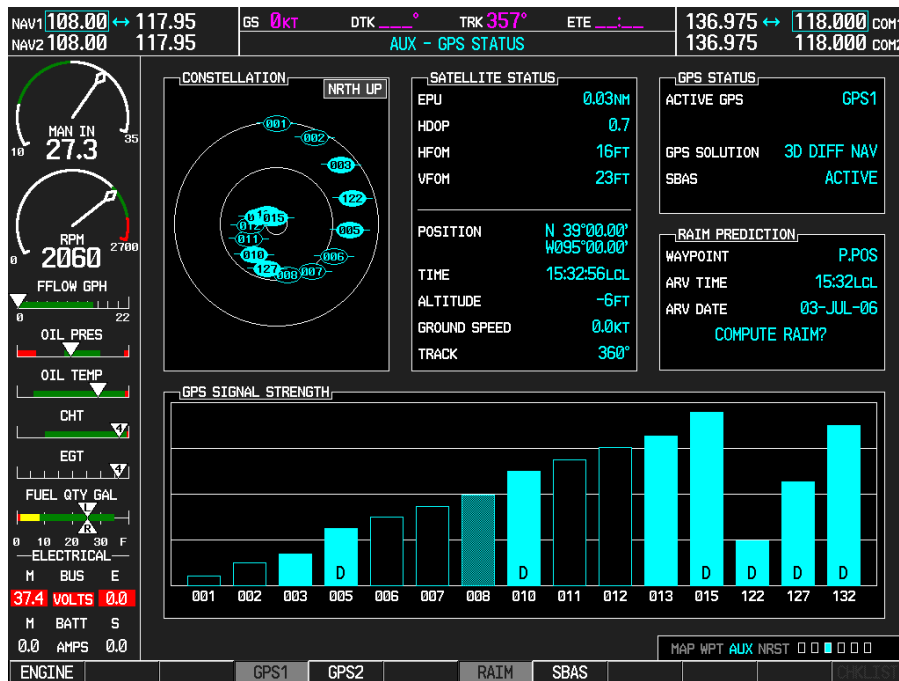 NAV1 108.00 ↔ 117.95
NAV2 108.00 117.95
GS 0KT DTK ___° TRK 357° ETE __:__
AUX – GPS STATUS
136.975 ↔ 118.000 COM1
136.975 118.000 COM2
MAN IN
10 27.3 35
RPM
0 2060 2700
FFLOW GPH
0 22
OIL PRES
OIL TEMP
CHT
4
EGT
4
FUEL QTY GAL
L
R
0 10 20 30 F
ELECTRICAL
M BUS E
37.4 VOLTS 0.0
M BATT S
0.0 AMPS 0.0
CONSTELLATION
NRTH UP
001
002
003
122
015
005
011
006
010
127 008 007
SATELLITE STATUS
EPU 0.03NM
HDOP 0.7
HFOM 16FT
VFOM 23FT
POSITION N 39°00.00'
W095°00.00'
TIME 15:32:56LCL
ALTITUDE -6FT
GROUND SPEED 0.0KT
TRACK 360°
GPS STATUS
ACTIVE GPS GPS1
GPS SOLUTION 3D DIFF NAV
SBAS ACTIVE
RAIM PREDICTION
WAYPOINT P.POS
ARV TIME 15:32LCL
ARV DATE 03-JUL-06
COMPUTE RAIM?
GPS SIGNAL STRENGTH
D D D D D D
001 002 003 005 006 007 008 010 011 012 013 015 122 127 132
MAP WPT AUX NRST
ENGINE GPS1 GPS2 RAIM SBAS CHKLIST